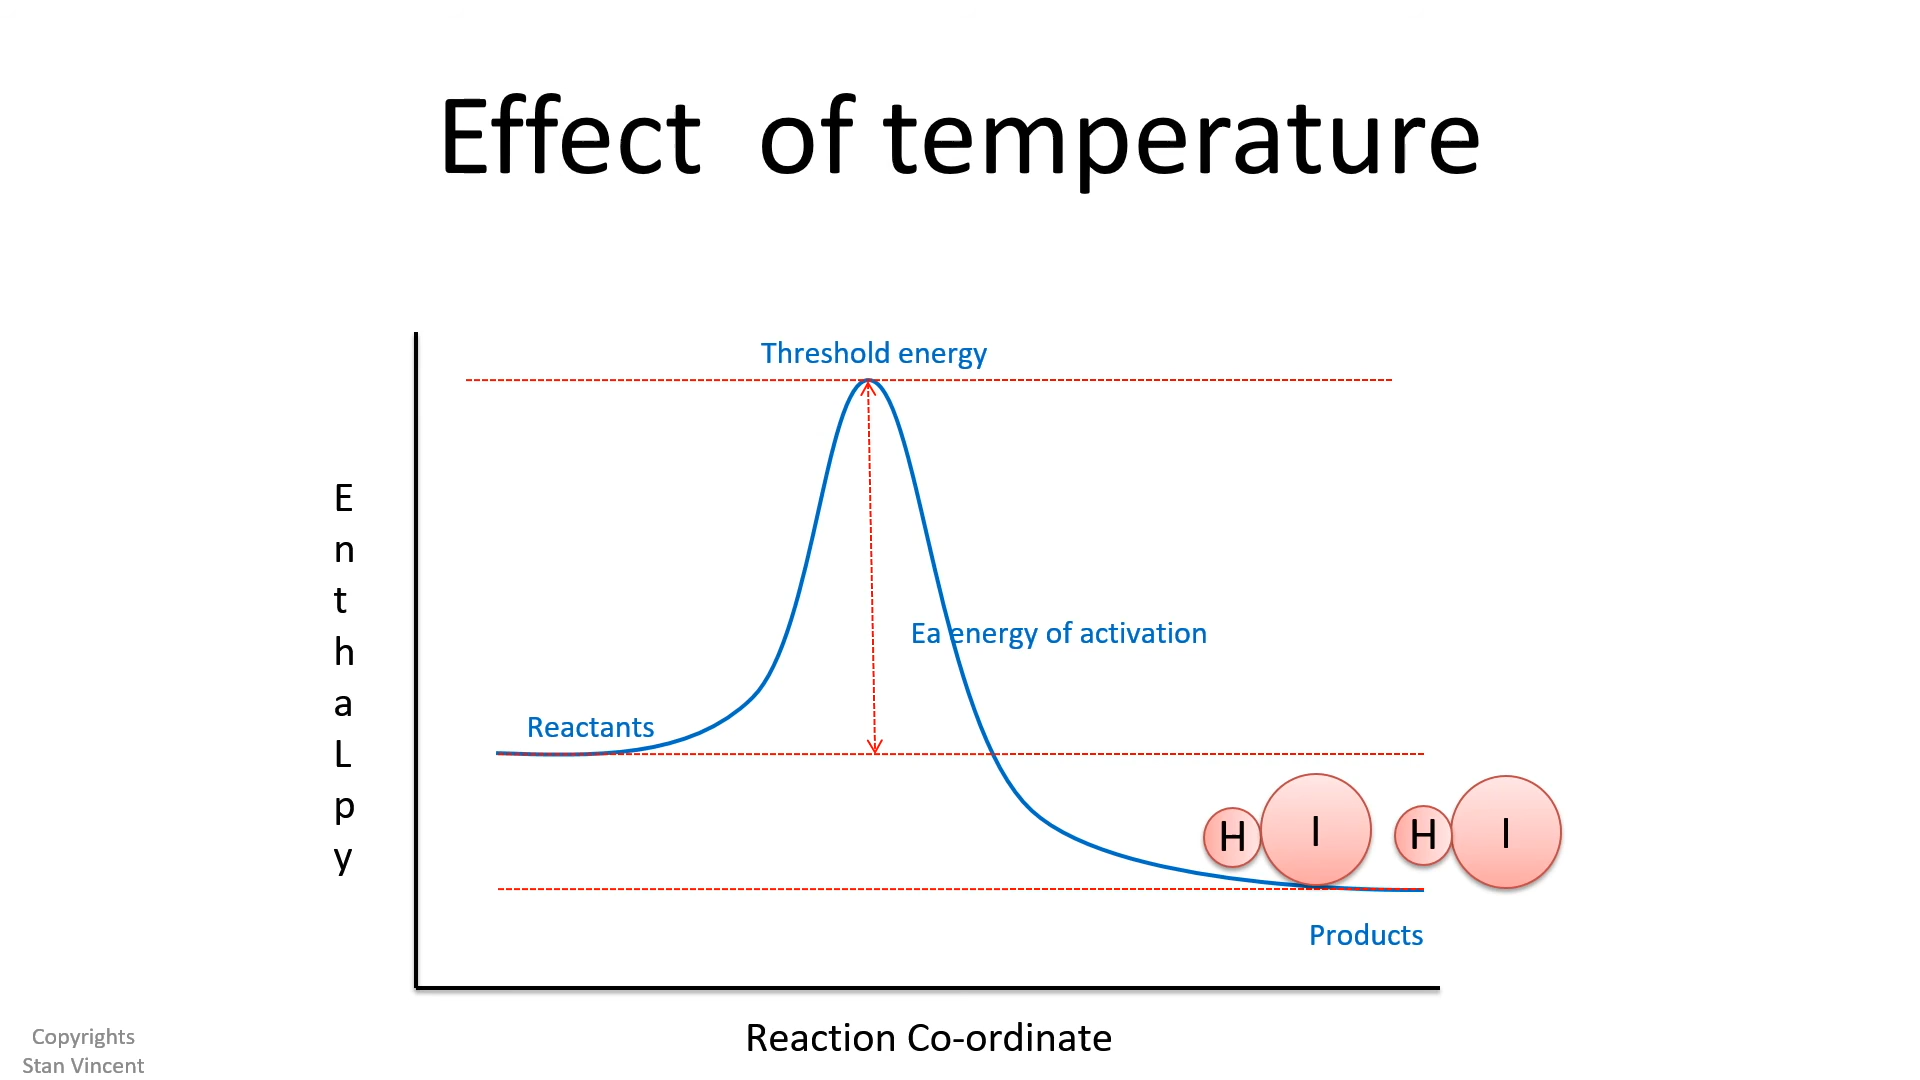 Effect of temperature
Threshold energy
E
n
t
h
a
L
p
y
Ea energy of activation
Reactants
H
I
H
I
Products
Reaction Co-ordinate
Copyrights
Stan Vincent